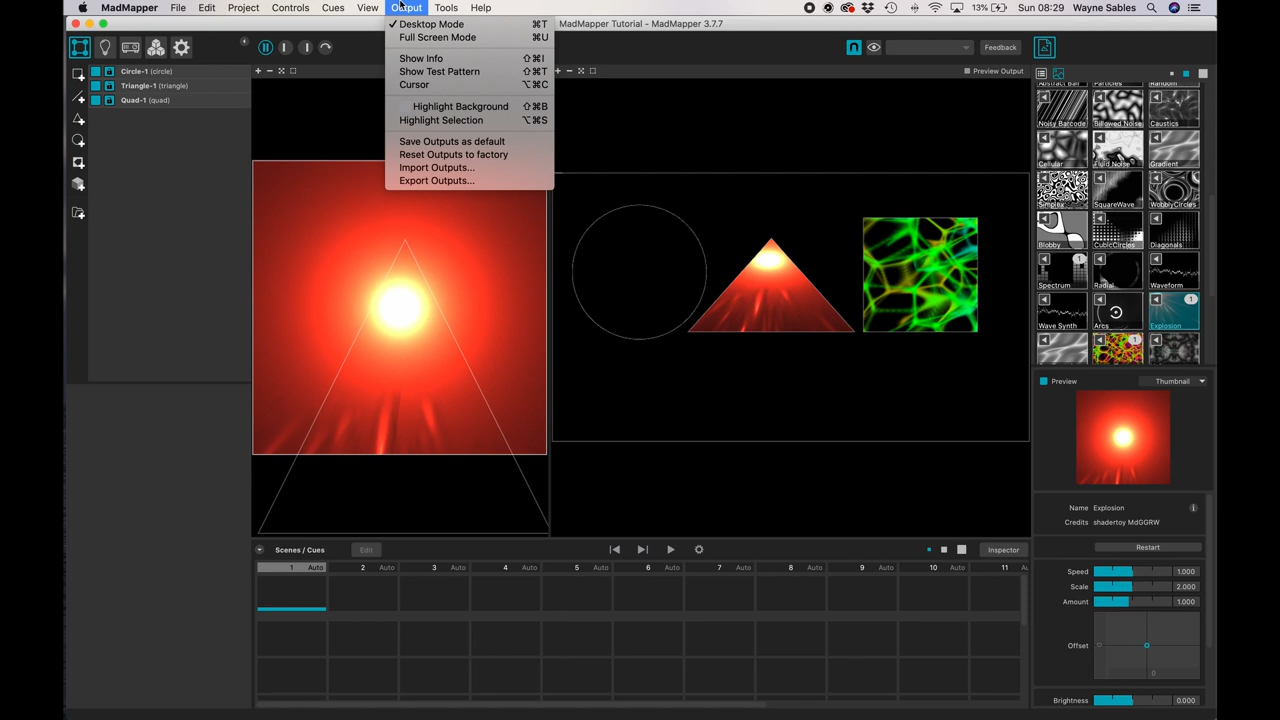 MadMapper File Edit Project Controls Cues View Output Tools Help 13% Sun 08:29 Wayne Sables
MadMapper Tutorial - MadMapper 3.7.7
✓ Desktop Mode ⌘T
Full Screen Mode ⌘U
Show Info ⇧⌘I
Show Test Pattern ⇧⌘T
Cursor ⌥⌘C
Highlight Background ⇧⌘B
Highlight Selection ⌥⌘S
Save Outputs as default
Reset Outputs to factory
Import Outputs...
Export Outputs...
Feedback
Circle-1 (circle)
Triangle-1 (triangle)
Quad-1 (quad)
Preview Output
Noisy Barcode Billowed Noise Caustics
Cellular Fluid Noise Gradient
Simplex SquareWave WobblyCircles
Blobby CubicCircles Diagonals
Spectrum 1 Radial Waveform
Wave Synth Arcs Explosion 1
1
Preview Thumbnail
Name Explosion
Credits shadertoy MdGGRW
Restart
Speed 1.000
Scale 2.000
Amount 1.000
Offset
0
Brightness 0.000
Scenes / Cues Edit Inspector
1 Auto 2 Auto 3 Auto 4 Auto 5 Auto 6 Auto 7 Auto 8 Auto 9 Auto 10 Auto 11